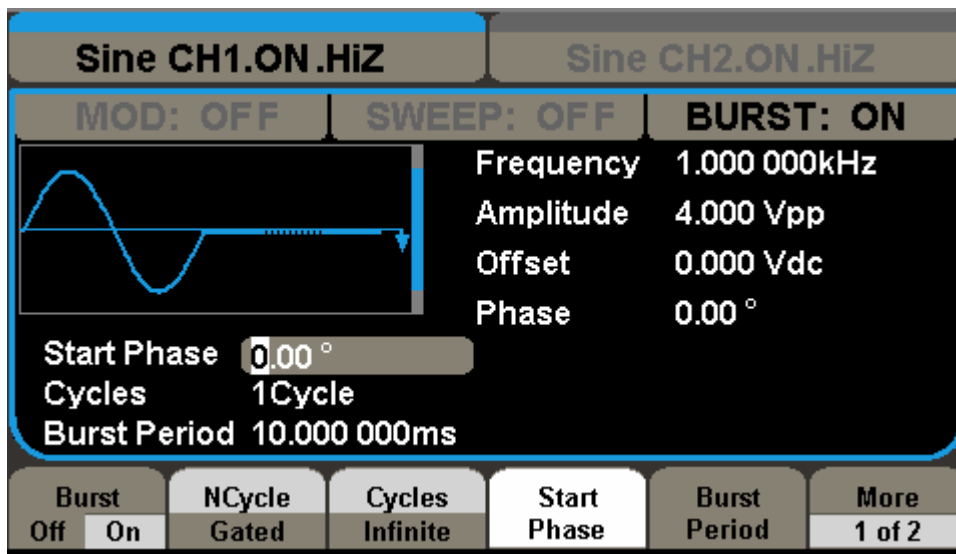 Sine CH1.ON.HiZ
Sine CH2.ON.HiZ
MOD: OFF
SWEEP: OFF
BURST: ON
Frequency 1.000 000kHz
Amplitude 4.000 Vpp
Offset 0.000 Vdc
Phase 0.00 °
Start Phase 0.00 °
Cycles 1Cycle
Burst Period 10.000 000ms
Burst
Off On
NCycle
Gated
Cycles
Infinite
Start
Phase
Burst
Period
More
1 of 2